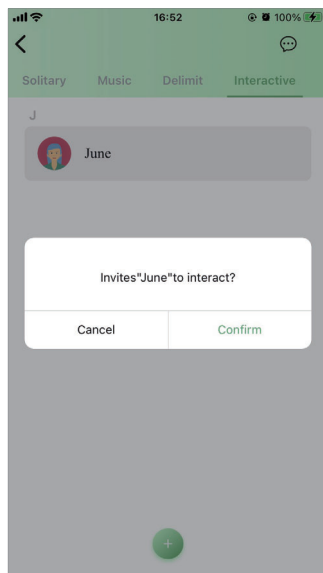 16:52
100%
Solitary Music Delimit Interactive
J
June
Invites"June"to interact?
Cancel Confirm
+